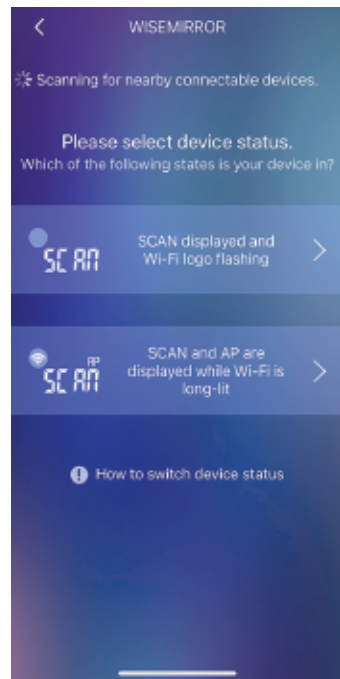 WISEMIRROR
Scanning for nearby connectable devices.
Please select device status.
Which of the following states is your device in?
SCAN displayed and
SCAN
Wi-Fi logo flashing
SCAN and AP are
AP
displayed while Wi-Fi is
SCAN
long-lit
How to switch device status